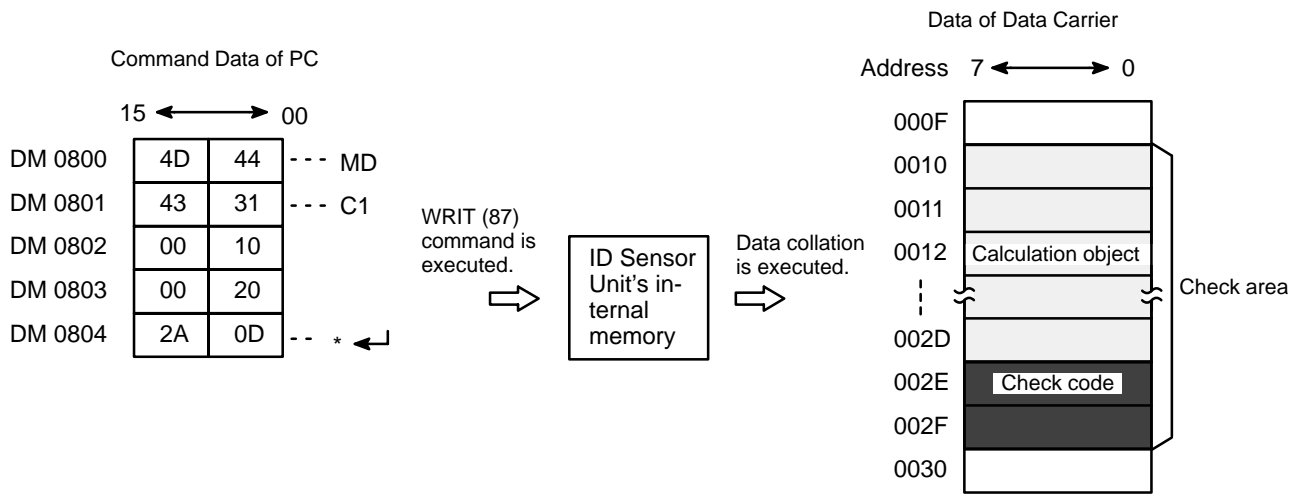 Data of Data Carrier
Command Data of PC
Address 7 0
15 00
000F
DM 0800 4D 44 --- MD
0010
DM 0801 43 31 --- C1
0011
DM 0802 00 10
WRIT (87)
command is
executed.
ID Sensor
Unit's in-
ternal
memory
Data collation
is executed.
0012 Calculation object
Check area
DM 0803 00 20
DM 0804 2A 0D -- *
002D
002E Check code
002F
0030